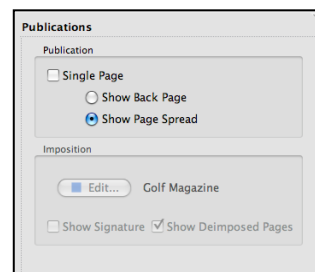 Publications
Publication
Single Page
Show Back Page
Show Page Spread
Imposition
Edit... Golf Magazine
Show Signature Show Deimposed Pages